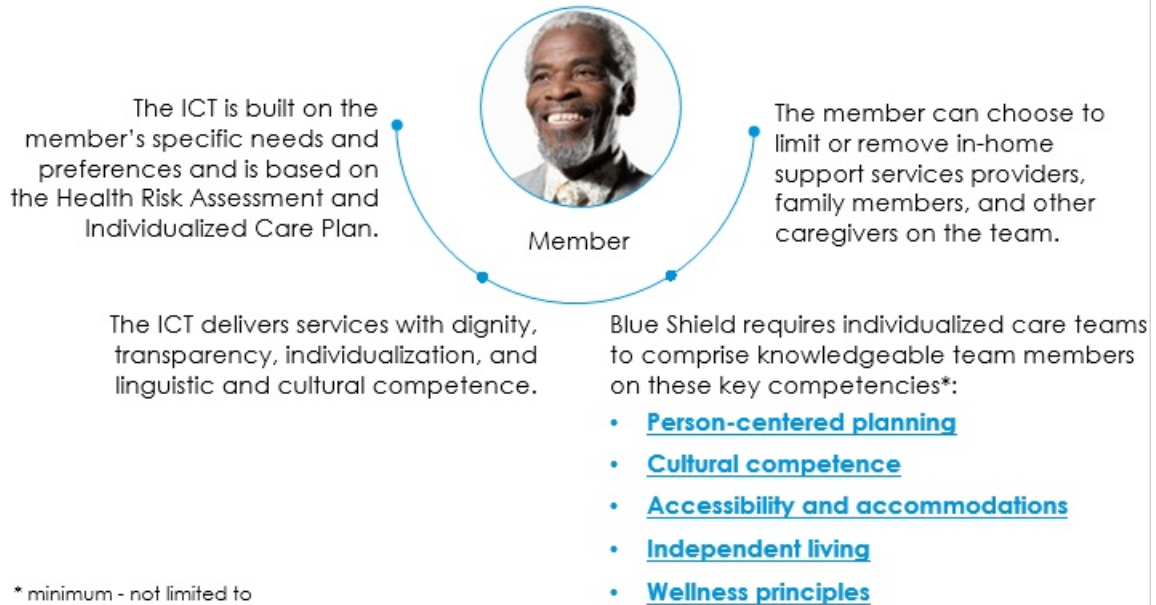 The ICT is built on the
member's specific needs and
preferences and is based on
the Health Risk Assessment and
Individualized Care Plan.
Member
The member can choose to
limit or remove in-home
support services providers,
family members, and other
caregivers on the team.
The ICT delivers services with dignity,
transparency, individualization, and
linguistic and cultural competence.
Blue Shield requires individualized care teams
to comprise knowledgeable team members
on these key competencies*:
• Person-centered planning
• Cultural competence
• Accessibility and accommodations
• Independent living
• Wellness principles
* minimum - not limited to